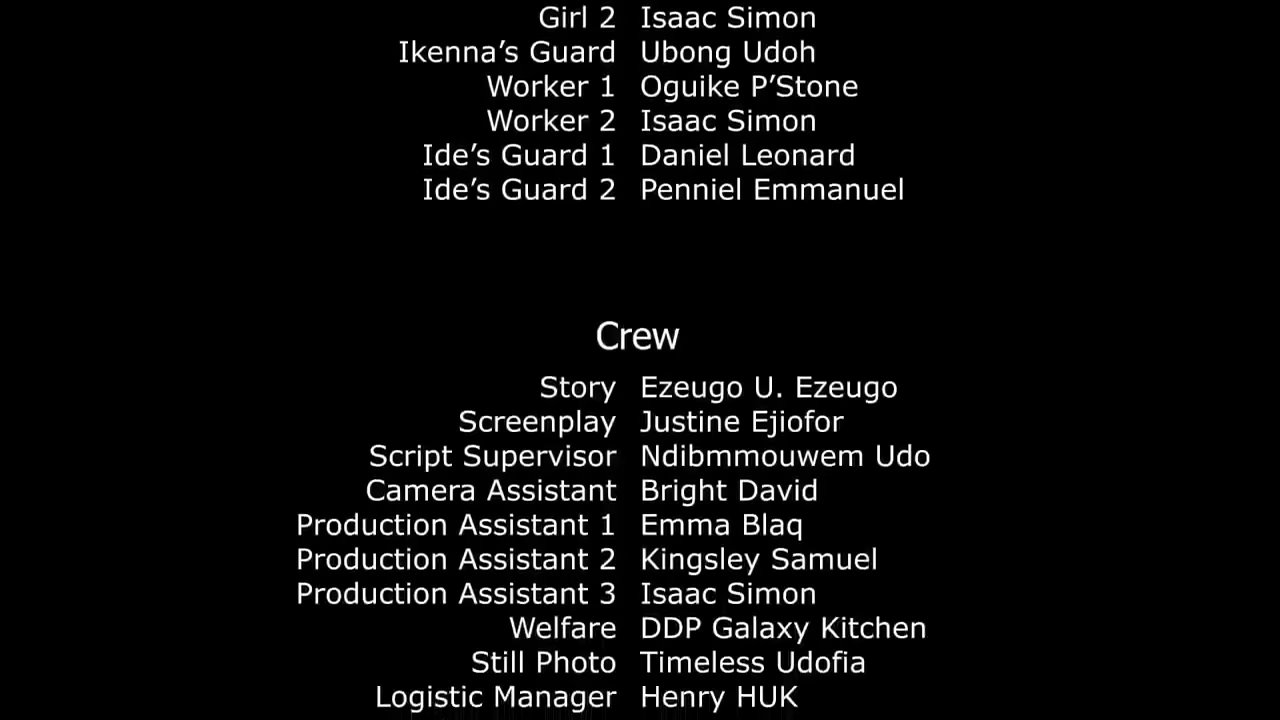 Girl 2 Isaac Simon
Ikenna’s Guard Ubong Udoh
Worker 1 Oguike P’Stone
Worker 2 Isaac Simon
Ide’s Guard 1 Daniel Leonard
Ide’s Guard 2 Penniel Emmanuel
Crew
Story Ezeugo U. Ezeugo
Screenplay Justine Ejiofor
Script Supervisor Ndibmmouwem Udo
Camera Assistant Bright David
Production Assistant 1 Emma Blaq
Production Assistant 2 Kingsley Samuel
Production Assistant 3 Isaac Simon
Welfare DDP Galaxy Kitchen
Still Photo Timeless Udofia
Logistic Manager Henry HUK